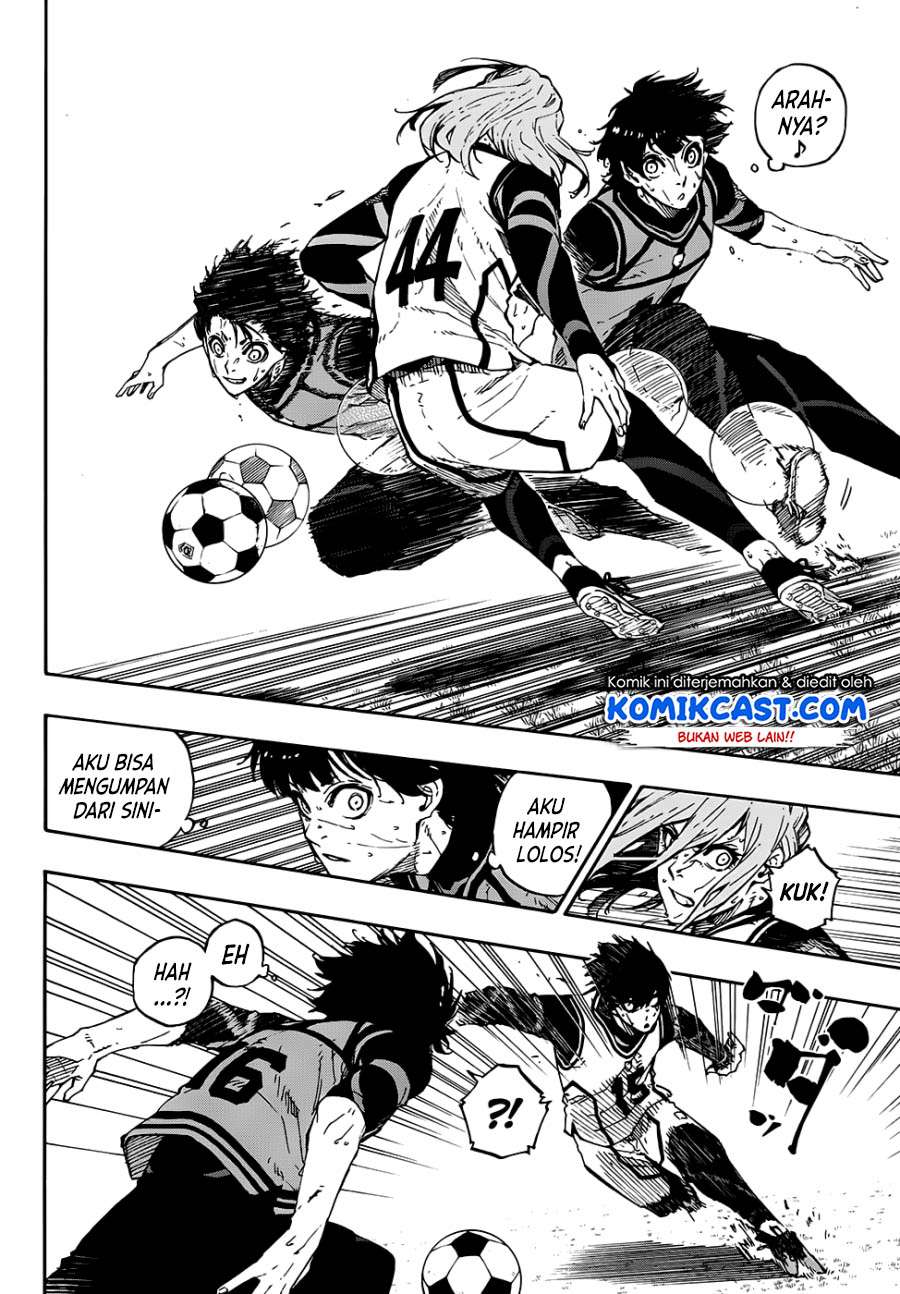 ARAH-
NYA?
♪
44
Komik ini diterjemahkan & diedit oleh
KOMIKCAST.COM
BUKAN WEB LAIN!!
AKU BISA
MENGUMPAN
DARI SINI-
AKU
HAMPIR
LOLOS!
KUK!
EH
HAH
...?!
6
?!